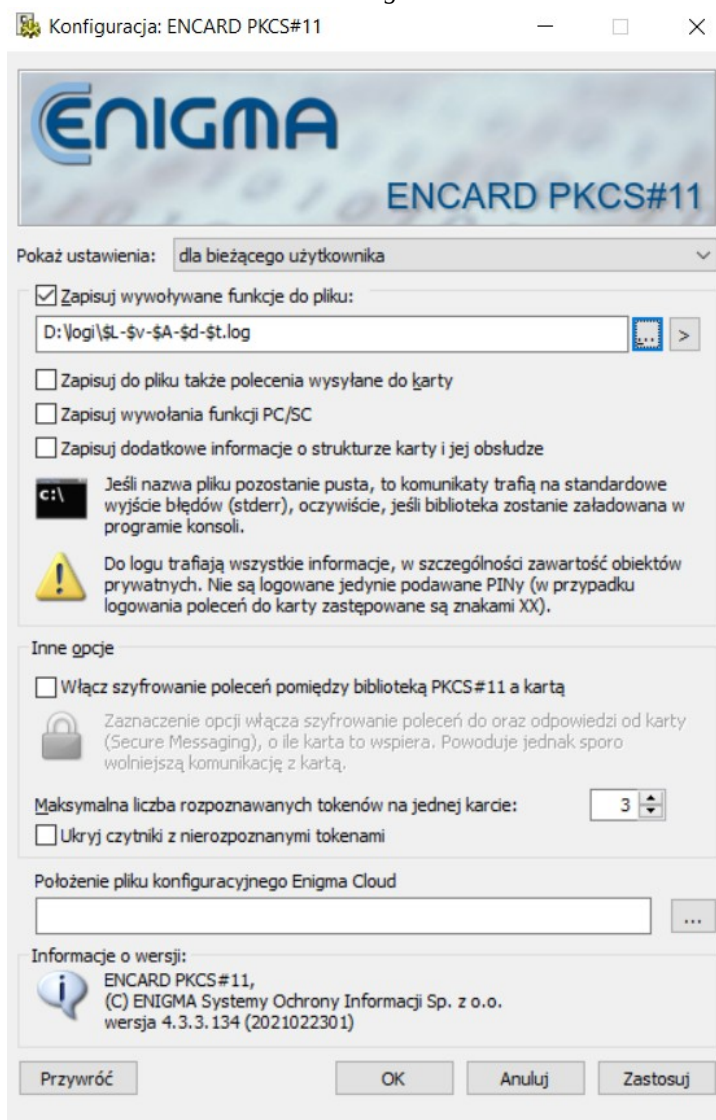 Konfiguracja: ENCARD PKCS#11
ENIGMA
ENCARD PKCS#11
Pokaż ustawienia: dla bieżącego użytkownika
Zapisuj wywoływane funkcje do pliku:
D:\logi\$L-$v-$A-$d-$t.log ... >
Zapisuj do pliku także polecenia wysyłane do karty
Zapisuj wywołania funkcji PC/SC
Zapisuj dodatkowe informacje o strukturze karty i jej obsłudze
C:\
Jeśli nazwa pliku pozostanie pusta, to komunikaty trafią na standardowe
wyjście błędów (stderr), oczywiście, jeśli biblioteka zostanie załadowana w
programie konsoli.
Do logu trafiają wszystkie informacje, w szczególności zawartość obiektów
prywatnych. Nie są logowane jedynie podawane PINy (w przypadku
logowania poleceń do karty zastępowane są znakami XX).
Inne opcje
Włącz szyfrowanie poleceń pomiędzy biblioteką PKCS#11 a kartą
Zaznaczenie opcji włącza szyfrowanie poleceń do oraz odpowiedzi od karty
(Secure Messaging), o ile karta to wspiera. Powoduje jednak sporo
wolniejszą komunikację z kartą.
Maksymalna liczba rozpoznawanych tokenów na jednej karcie: 3
Ukryj czytniki z nierozpoznanymi tokenami
Położenie pliku konfiguracyjnego Enigma Cloud
...
Informacje o wersji:
ENCARD PKCS#11,
(C) ENIGMA Systemy Ochrony Informacji Sp. z o.o.
wersja 4.3.3.134 (2021022301)
Przywróć OK Anuluj Zastosuj